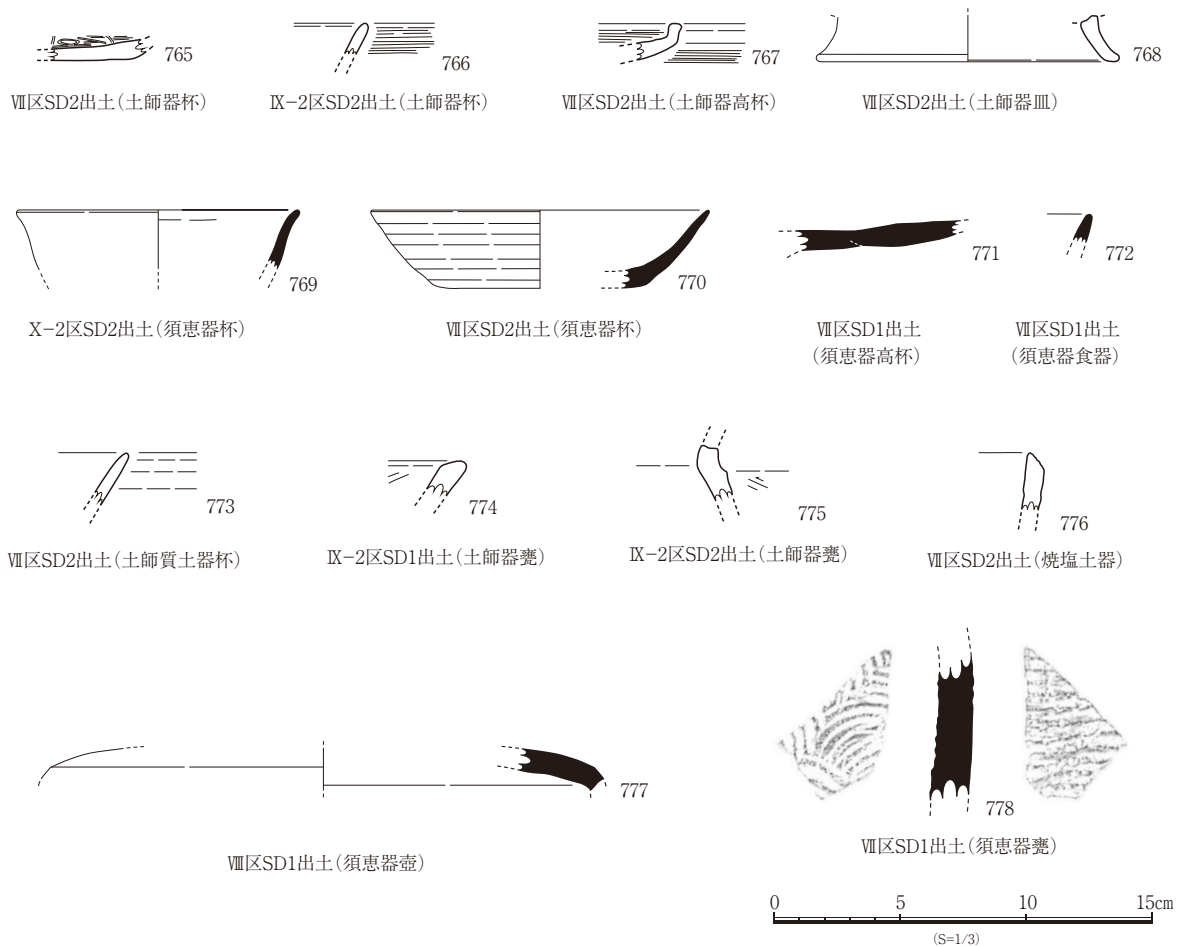 765
766
767
768
Ⅶ区SD2出土（土師器杯）
Ⅸ-2区SD2出土（土師器杯）
Ⅶ区SD2出土（土師器高杯）
Ⅶ区SD2出土（土師器皿）
769
770
771
772
X-2区SD2出土（須恵器杯）
Ⅶ区SD2出土（須恵器杯）
Ⅶ区SD1出土
（須恵器高杯）
Ⅶ区SD1出土
（須恵器食器）
773
774
775
776
Ⅶ区SD2出土（土師質土器杯）
Ⅸ-2区SD1出土（土師器甕）
Ⅸ-2区SD2出土（土師器甕）
Ⅶ区SD2出土（焼塩土器）
777
778
Ⅷ区SD1出土（須恵器壺）
Ⅶ区SD1出土（須恵器甕）
0 5 10 15cm
(S=1/3)